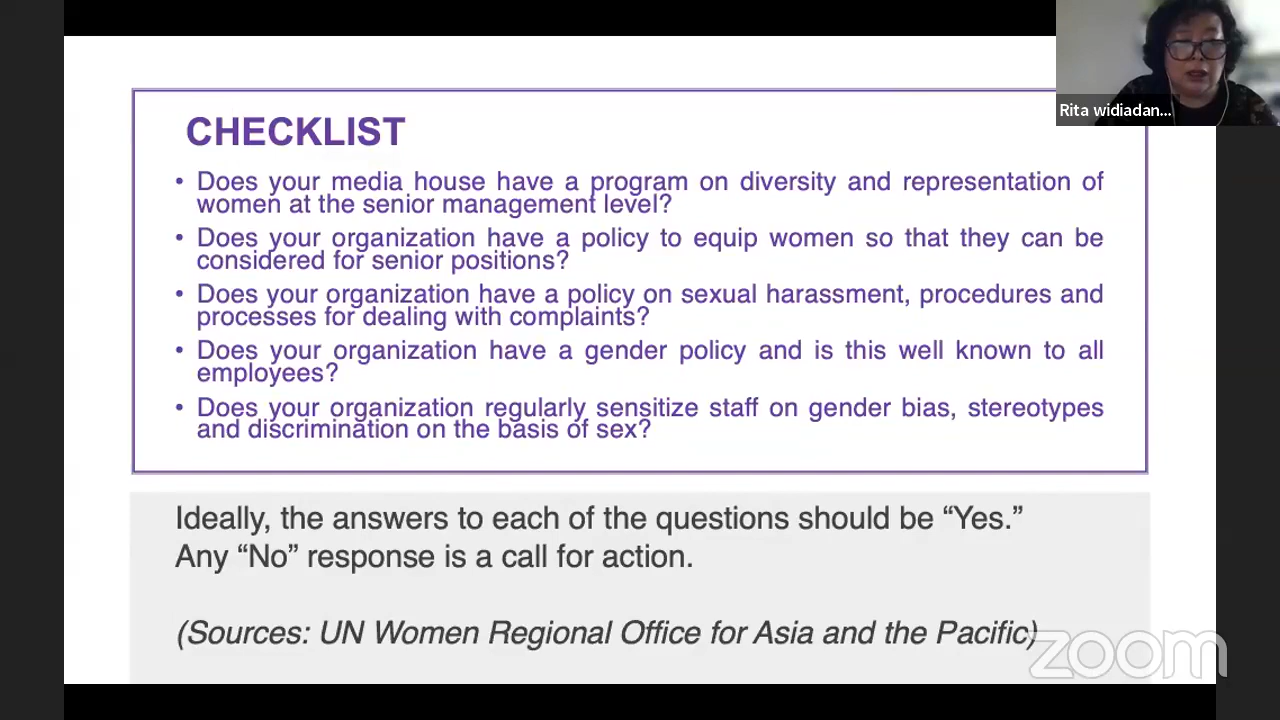 Rita widiadan...
CHECKLIST
• Does your media house have a program on diversity and representation of
women at the senior management level?
• Does your organization have a policy to equip women so that they can be
considered for senior positions?
• Does your organization have a policy on sexual harassment, procedures and
processes for dealing with complaints?
• Does your organization have a gender policy and is this well known to all
employees?
• Does your organization regularly sensitize staff on gender bias, stereotypes
and discrimination on the basis of sex?
Ideally, the answers to each of the questions should be “Yes.”
Any “No” response is a call for action.
(Sources: UN Women Regional Office for Asia and the Pacific)
zoom